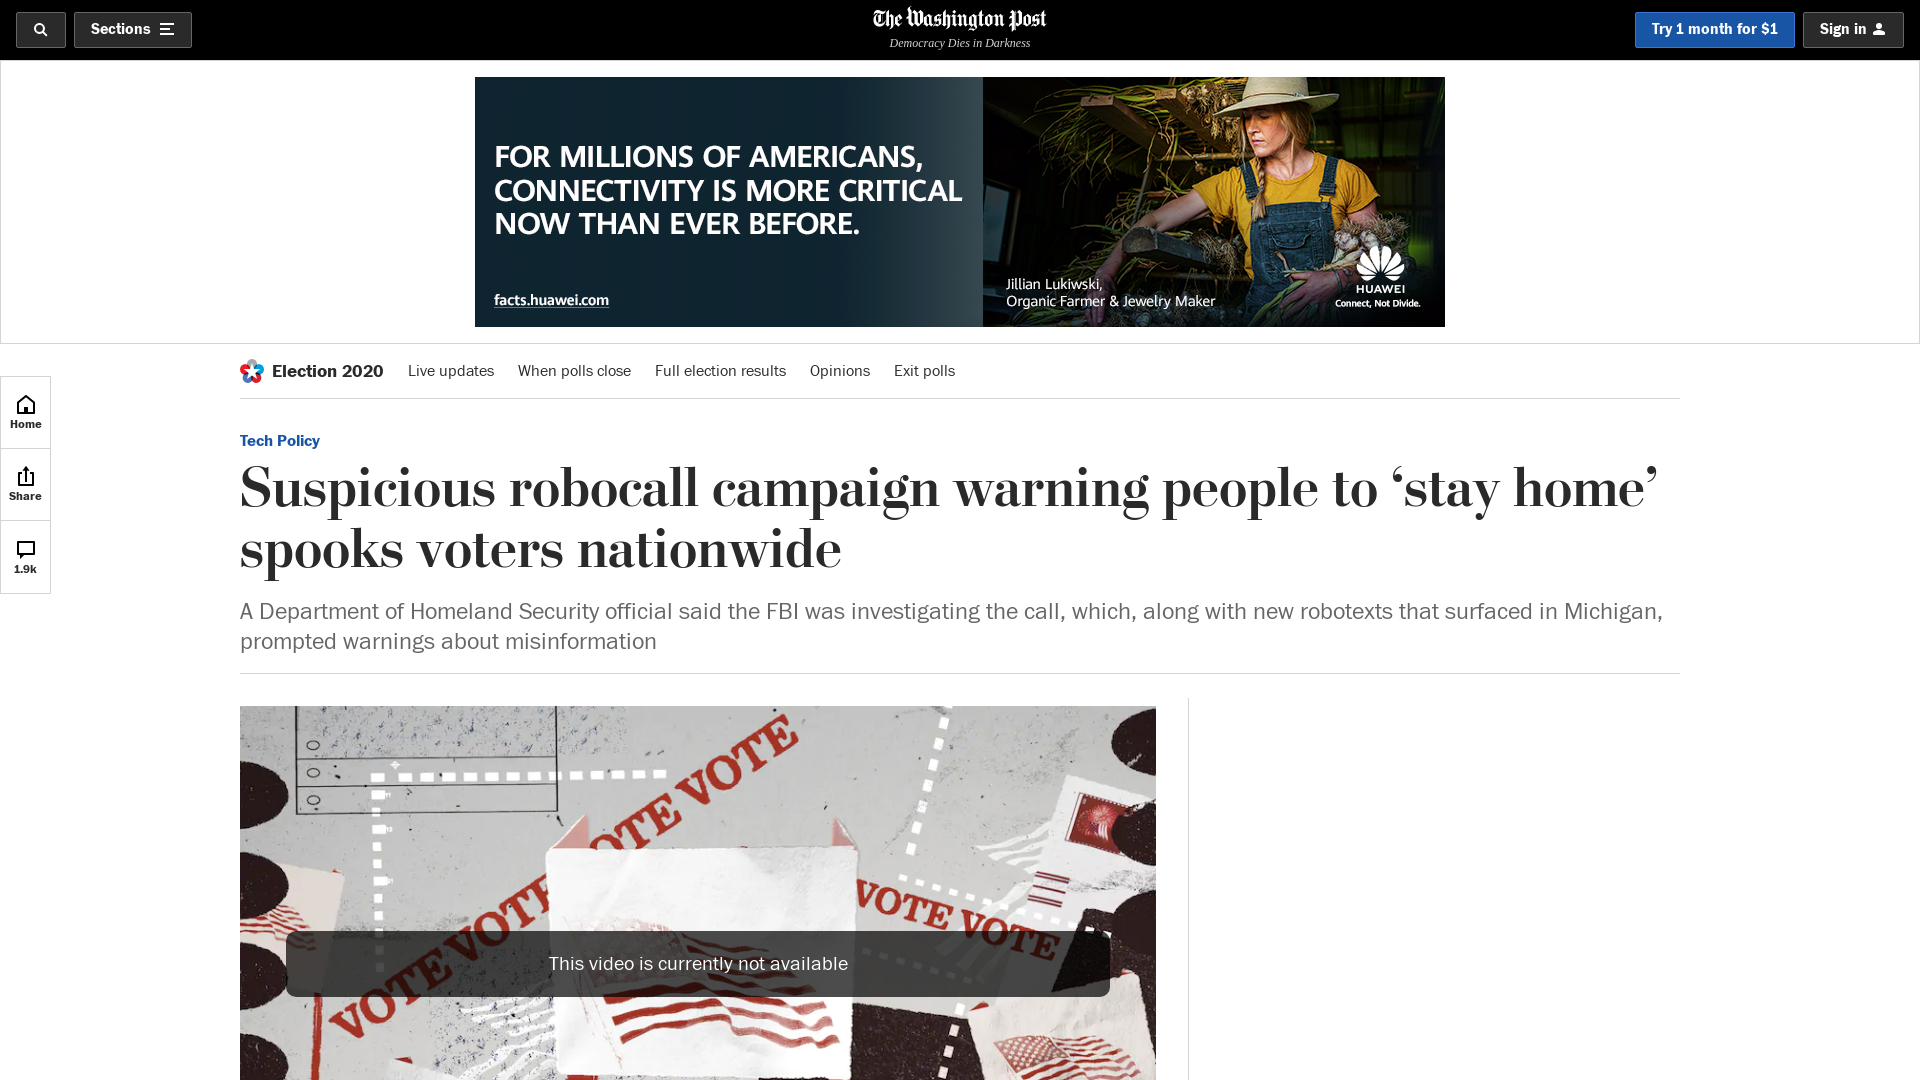 Sections
The Washington Post
Democracy Dies in Darkness
Try 1 month for $1
Sign in
FOR MILLIONS OF AMERICANS,
CONNECTIVITY IS MORE CRITICAL
NOW THAN EVER BEFORE.
facts.huawei.com
Jillian Lukiwski,
Organic Farmer & Jewelry Maker
HUAWEI
Connect, Not Divide.
Home
Share
1.9k
Election 2020
Live updates
When polls close
Full election results
Opinions
Exit polls
Tech Policy
Suspicious robocall campaign warning people to ‘stay home’
spooks voters nationwide
A Department of Homeland Security official said the FBI was investigating the call, which, along with new robotexts that surfaced in Michigan,
prompted warnings about misinformation
VOTE VOTE VOTE VOTE
VOTE VOTE
This video is currently not available